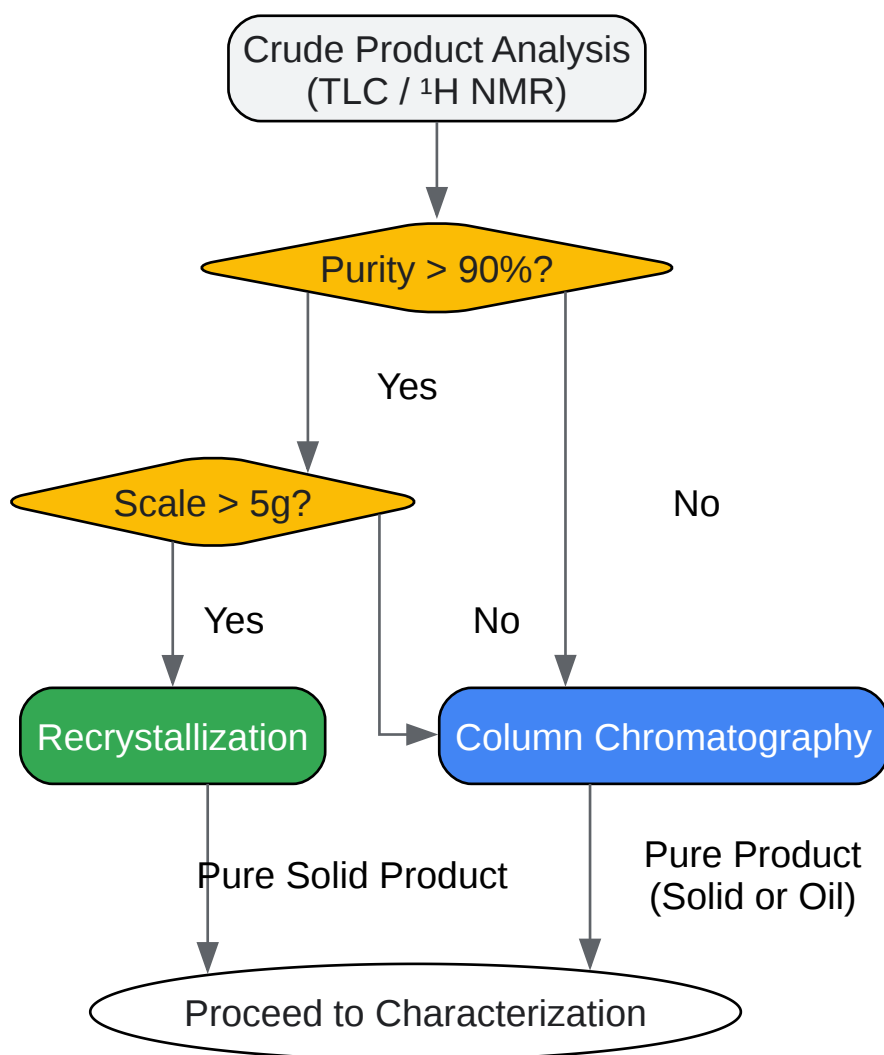 Crude Product Analysis
(TLC / ¹H NMR)
Purity > 90%?
Yes
Scale > 5g?
No
Yes
No
Recrystallization
Column Chromatography
Pure Solid Product
Pure Product
(Solid or Oil)
Proceed to Characterization